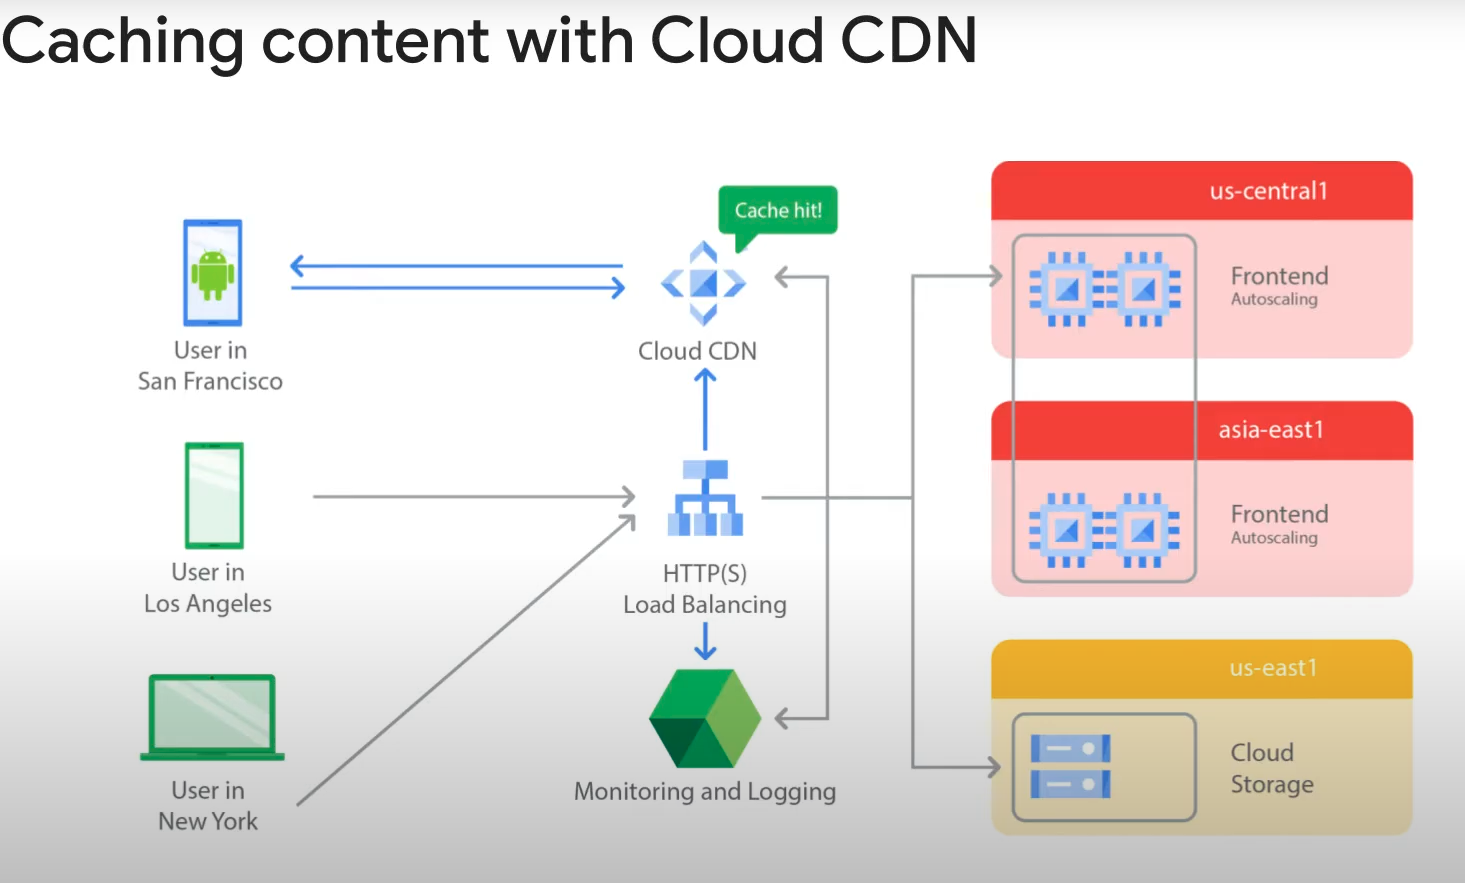 Caching content with Cloud CDN
Cache hit!
us-central1
Frontend
Autoscaling
User in
San Francisco
Cloud CDN
asia-east1
Frontend
Autoscaling
User in
Los Angeles
HTTP(S)
Load Balancing
us-east1
Cloud
Storage
User in
New York
Monitoring and Logging